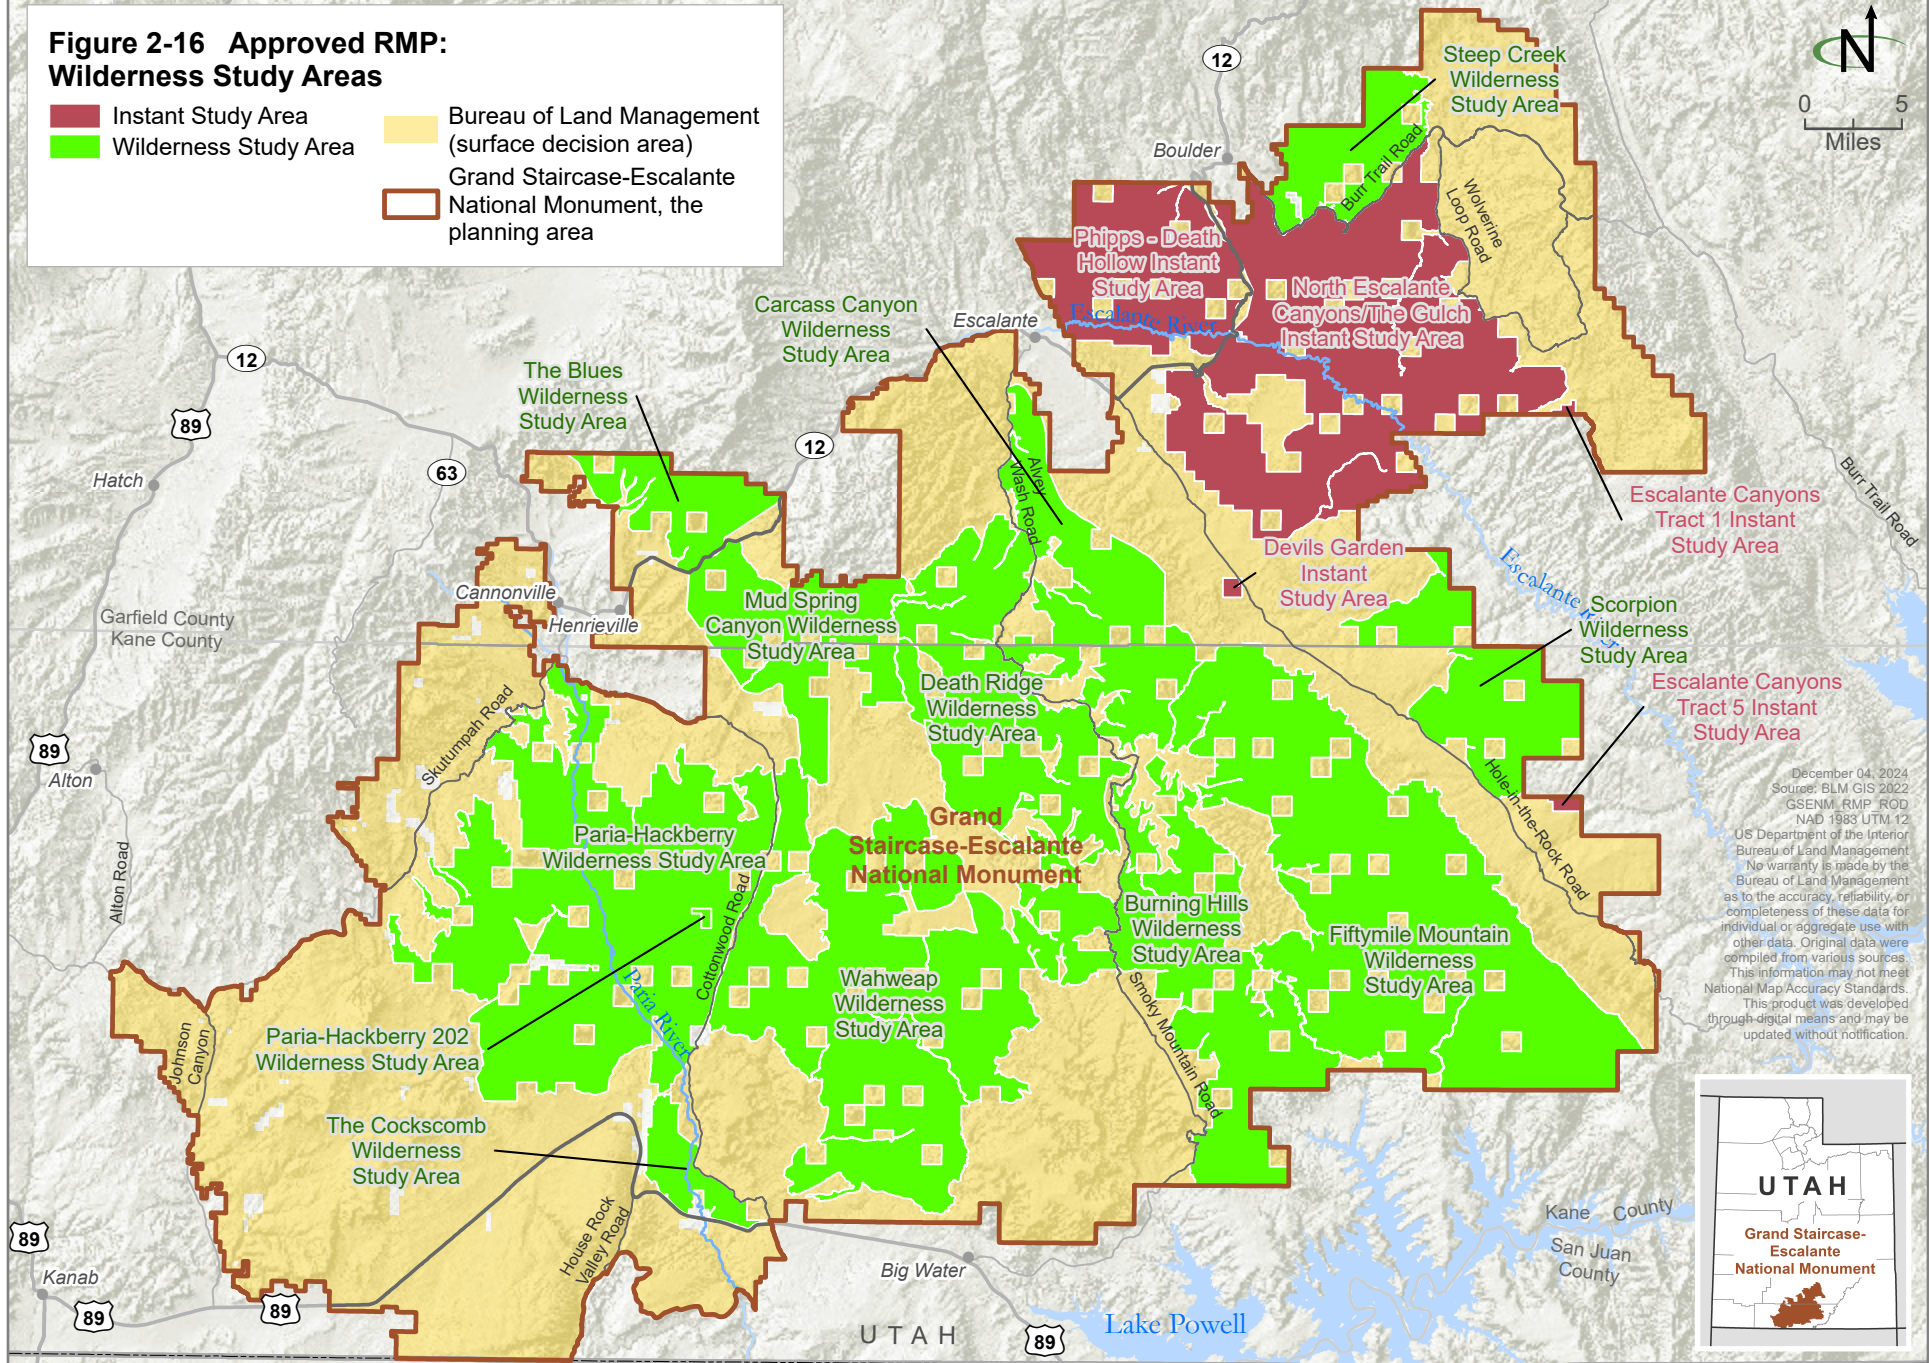 Figure 2-16 Approved RMP:
Wilderness Study Areas
Instant Study Area
Wilderness Study Area
Bureau of Land Management
(surface decision area)
Grand Staircase-Escalante
National Monument, the
planning area
N
0 5
Miles
12
Steep Creek
Wilderness
Study Area
Boulder
Burr Trail Road
Wolverine
Loop Road
Phipps - Death
Hollow Instant
Study Area
North Escalante
Canyons/The Gulch
Instant Study Area
Escalante River
Carcass Canyon
Wilderness
Study Area
Escalante
12
89
The Blues
Wilderness
Study Area
12
63
Hatch
Alvey
Wash Road
Burr Trail Road
Escalante Canyons
Tract 1 Instant
Study Area
Devils Garden
Instant
Study Area
Escalante River
Scorpion
Wilderness
Study Area
Cannonville
Henrieville
Garfield County
Kane County
Mud Spring
Canyon Wilderness
Study Area
Death Ridge
Wilderness
Study Area
Escalante Canyons
Tract 5 Instant
Study Area
Skutumpah Road
89
Alton
Alton Road
Hole-in-the-Rock Road
Grand
Staircase-Escalante
National Monument
Paria-Hackberry
Wilderness Study Area
Cottonwood Road
Burning Hills
Wilderness
Study Area
Fiftymile Mountain
Wilderness
Study Area
Wahweap
Wilderness
Study Area
Smoky Mountain Road
Paria River
Paria-Hackberry 202
Wilderness Study Area
Johnson
Canyon
The Cockscomb
Wilderness
Study Area
House Rock
Valley Road
89
Kanab
89
89
Big Water
89
UTAH
Lake Powell
Kane County
San Juan
County
December 04, 2024
Source: BLM GIS 2022
GSENM_RMP_ROD
NAD 1983 UTM 12
US Department of the Interior
Bureau of Land Management
No warranty is made by the
Bureau of Land Management
as to the accuracy, reliability, or
completeness of these data for
individual or aggregate use with
other data. Original data were
compiled from various sources.
This information may not meet
National Map Accuracy Standards.
This product was developed
through digital means and may be
updated without notification.
UTAH
Grand Staircase-
Escalante
National Monument